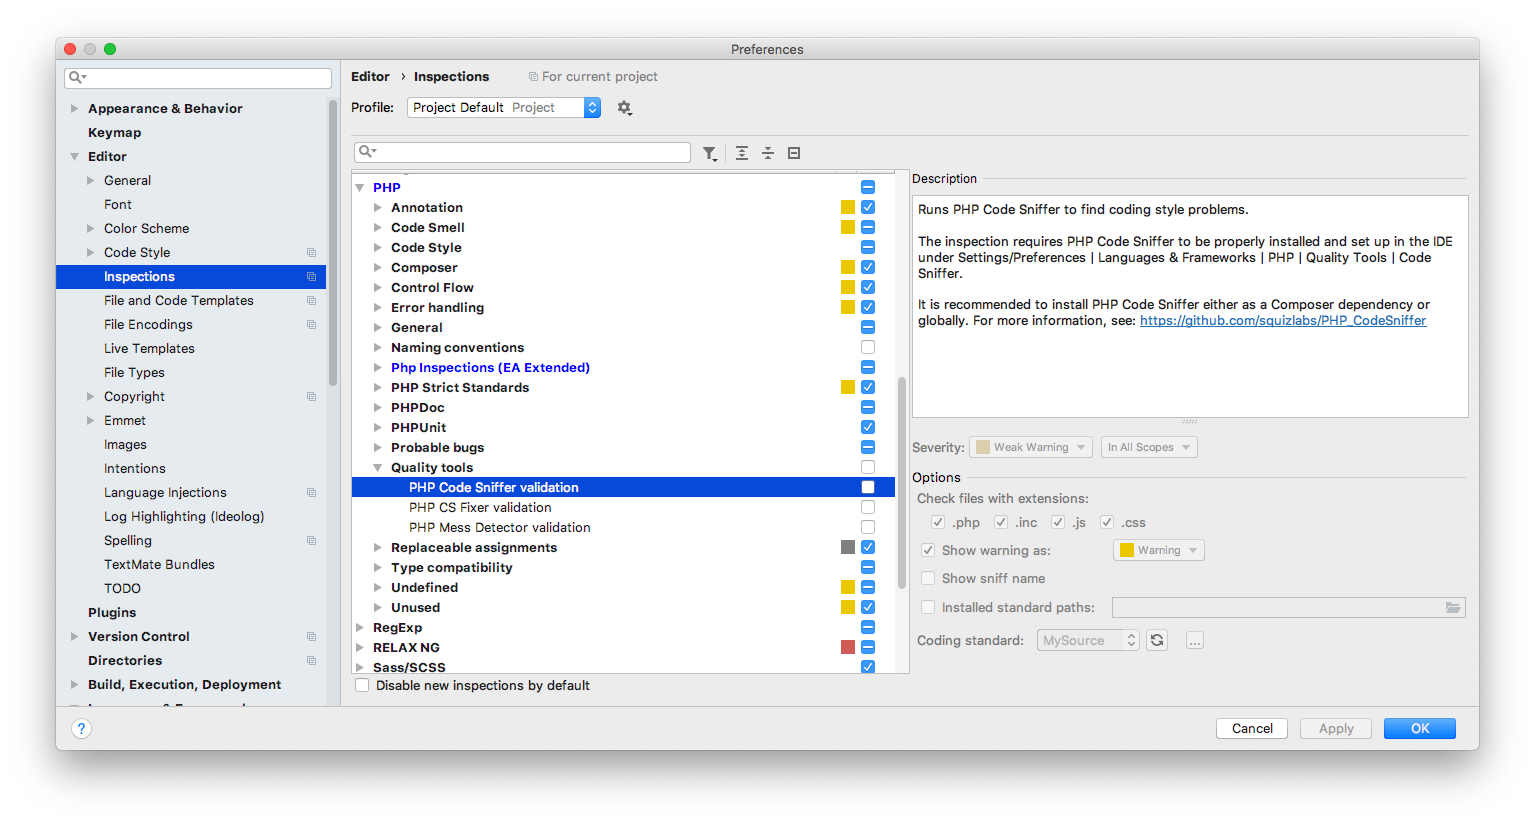 Preferences
Appearance & Behavior
Keymap
Editor
General
Font
Color Scheme
Code Style
Inspections
File and Code Templates
File Encodings
Live Templates
File Types
Copyright
Emmet
Images
Intentions
Language Injections
Log Highlighting (Ideolog)
Spelling
TextMate Bundles
TODO
Plugins
Version Control
Directories
Build, Execution, Deployment
Editor › Inspections For current project
Profile: Project Default Project
PHP
Annotation
Code Smell
Code Style
Composer
Control Flow
Error handling
General
Naming conventions
Php Inspections (EA Extended)
PHP Strict Standards
PHPDoc
PHPUnit
Probable bugs
Quality tools
PHP Code Sniffer validation
PHP CS Fixer validation
PHP Mess Detector validation
Replaceable assignments
Type compatibility
Undefined
Unused
RegExp
RELAX NG
Sass/SCSS
Disable new inspections by default
Description
Runs PHP Code Sniffer to find coding style problems.
The inspection requires PHP Code Sniffer to be properly installed and set up in the IDE
under Settings/Preferences | Languages & Frameworks | PHP | Quality Tools | Code
Sniffer.
It is recommended to install PHP Code Sniffer either as a Composer dependency or
globally. For more information, see: https://github.com/squizlabs/PHP_CodeSniffer
Severity: Weak Warning In All Scopes
Options
Check files with extensions:
.php .inc .js .css
Show warning as: Warning
Show sniff name
Installed standard paths:
Coding standard: MySource ...
? Cancel Apply OK